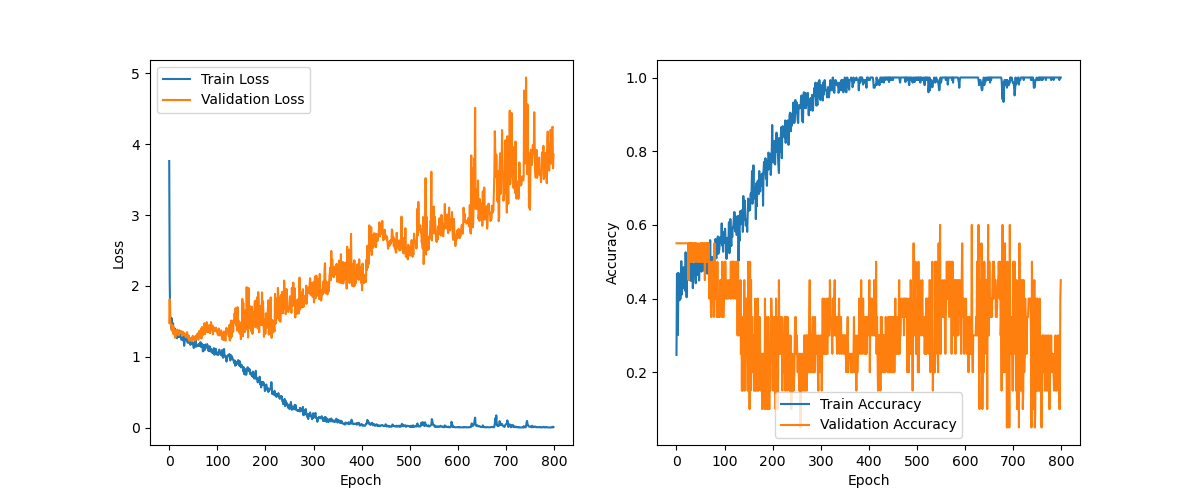 Train Loss
Validation Loss
5
4
3
2
1
0
Loss
0 100 200 300 400 500 600 700 800
Epoch
1.0
0.8
0.6
0.4
0.2
Accuracy
Train Accuracy
Validation Accuracy
0 100 200 300 400 500 600 700 800
Epoch